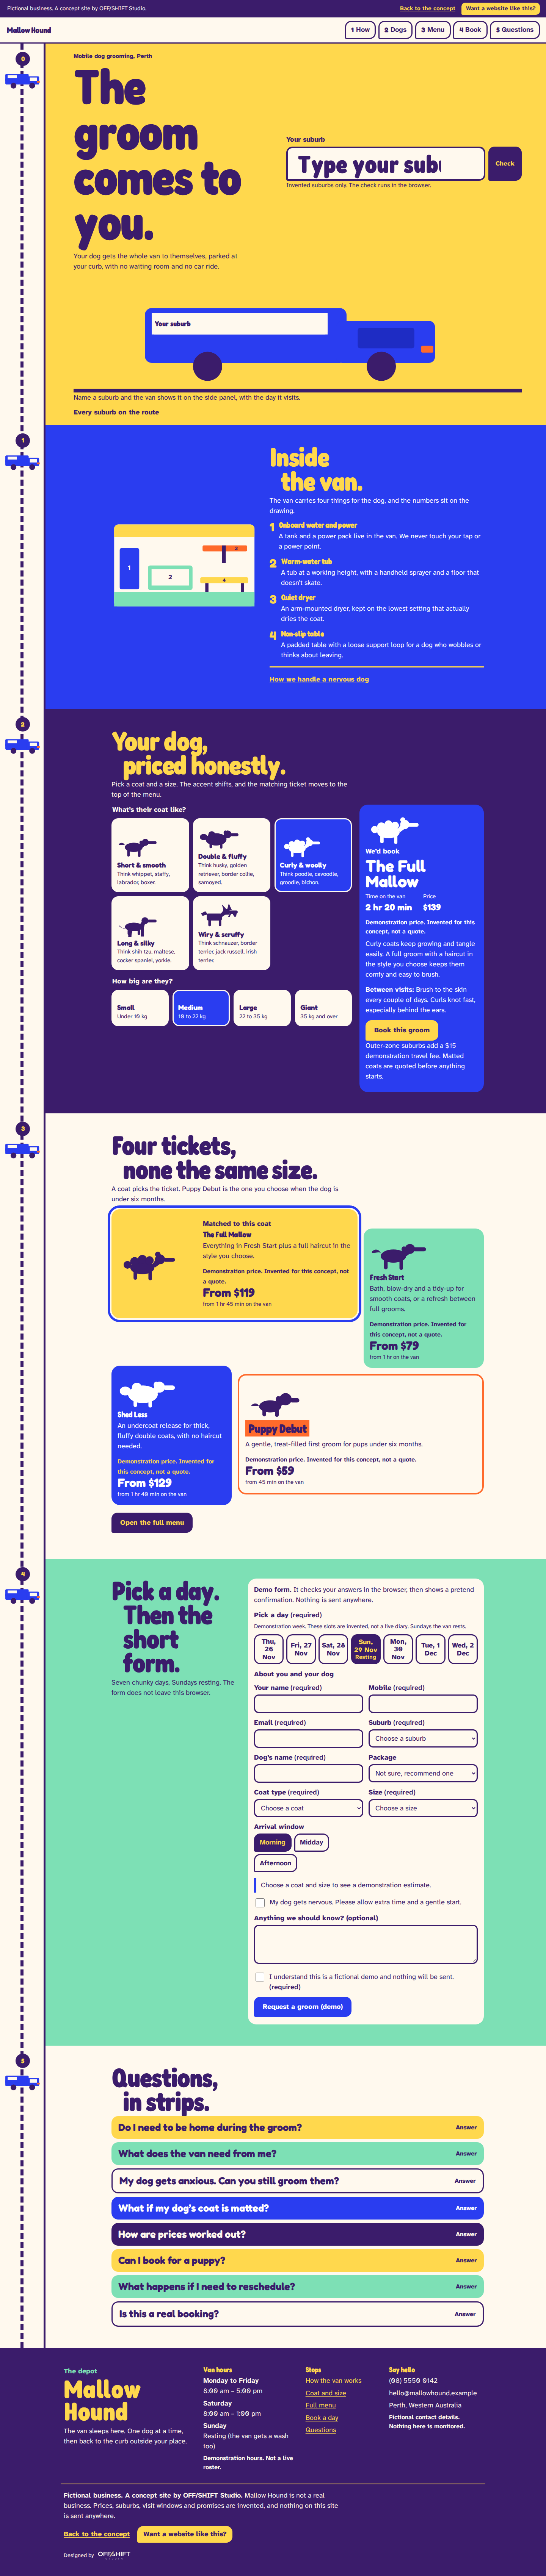 Fictional business. A concept site by OFF/SHIFT Studio.
Back to the concept
Want a website like this?
Mallow Hound
1 How
2 Dogs
3 Menu
4 Book
5 Questions
0
Mobile dog grooming, Perth
The
groom
comes to
you.
Your dog gets the whole van to themselves, parked at
your curb, with no waiting room and no car ride.
Your suburb
Type your sub
Check
Invented suburbs only. The check runs in the browser.
Your suburb
Name a suburb and the van shows it on the side panel, with the day it visits.
Every suburb on the route
1
Inside
the van.
The van carries four things for the dog, and the numbers sit on the
drawing.
1
2
3
4
1 Onboard water and power
A tank and a power pack live in the van. We never touch your tap or
a power point.
2 Warm-water tub
A tub at a working height, with a handheld sprayer and a floor that
doesn't skate.
3 Quiet dryer
An arm-mounted dryer, kept on the lowest setting that actually
dries the coat.
4 Non-slip table
A padded table with a loose support loop for a dog who wobbles or
thinks about leaving.
How we handle a nervous dog
2
Your dog,
priced honestly.
Pick a coat and a size. The accent shifts, and the matching ticket moves to the
top of the menu.
What's their coat like?
Short & smooth
Think whippet, staffy,
labrador, boxer.
Double & fluffy
Think husky, golden
retriever, border collie,
samoyed.
Curly & woolly
Think poodle, cavoodle,
groodle, bichon.
Long & silky
Think shih tzu, maltese,
cocker spaniel, yorkie.
Wiry & scruffy
Think schnauzer, border
terrier, jack russell, irish
terrier.
How big are they?
Small
Under 10 kg
Medium
10 to 22 kg
Large
22 to 35 kg
Giant
35 kg and over
We'd book
The Full
Mallow
Time on the van
2 hr 20 min
Price
$139
Demonstration price. Invented for this
concept, not a quote.
Curly coats keep growing and tangle
easily. A full groom with a haircut in
the style you choose keeps them
comfy and easy to brush.
Between visits: Brush to the skin
every couple of days. Curls knot fast,
especially behind the ears.
Book this groom
Outer-zone suburbs add a $15
demonstration travel fee. Matted
coats are quoted before anything
starts.
3
Four tickets,
none the same size.
A coat picks the ticket. Puppy Debut is the one you choose when the dog is
under six months.
Matched to this coat
The Full Mallow
Everything in Fresh Start plus a full haircut in the
style you choose.
Demonstration price. Invented for this concept, not
a quote.
From $119
from 1 hr 45 min on the van
Fresh Start
Bath, blow-dry and a tidy-up for
smooth coats, or a refresh between
full grooms.
Demonstration price. Invented for
this concept, not a quote.
From $79
from 1 hr on the van
Shed Less
An undercoat release for thick,
fluffy double coats, with no haircut
needed.
Demonstration price. Invented for
this concept, not a quote.
From $129
from 1 hr 40 min on the van
Puppy Debut
A gentle, treat-filled first groom for pups under six months.
Demonstration price. Invented for this concept, not a quote.
From $59
from 45 min on the van
Open the full menu
4
Pick a day.
Then the
short
form.
Seven chunky days, Sundays resting. The
form does not leave this browser.
Demo form. It checks your answers in the browser, then shows a pretend
confirmation. Nothing is sent anywhere.
Pick a day (required)
Demonstration week. These slots are invented, not a live diary. Sundays the van rests.
Thu,
26
Nov
Fri, 27
Nov
Sat, 28
Nov
Sun,
29 Nov
Resting
Mon,
30
Nov
Tue, 1
Dec
Wed, 2
Dec
About you and your dog
Your name (required)
Mobile (required)
Email (required)
Suburb (required)
Choose a suburb
Dog's name (required)
Package
Not sure, recommend one
Coat type (required)
Choose a coat
Size (required)
Choose a size
Arrival window
Morning
Midday
Afternoon
Choose a coat and size to see a demonstration estimate.
My dog gets nervous. Please allow extra time and a gentle start.
Anything we should know? (optional)
I understand this is a fictional demo and nothing will be sent.
(required)
Request a groom (demo)
5
Questions,
in strips.
Do I need to be home during the groom?
Answer
What does the van need from me?
Answer
My dog gets anxious. Can you still groom them?
Answer
What if my dog's coat is matted?
Answer
How are prices worked out?
Answer
Can I book for a puppy?
Answer
What happens if I need to reschedule?
Answer
Is this a real booking?
Answer
The depot
Mallow
Hound
The van sleeps here. One dog at a time,
then back to the curb outside your place.
Van hours
Monday to Friday
8:00 am – 5:00 pm
Saturday
8:00 am – 1:00 pm
Sunday
Resting (the van gets a wash
too)
Demonstration hours. Not a live
roster.
Stops
How the van works
Coat and size
Full menu
Book a day
Questions
Say hello
(08) 5550 0142
hello@mallowhound.example
Perth, Western Australia
Fictional contact details.
Nothing here is monitored.
Fictional business. A concept site by OFF/SHIFT Studio. Mallow Hound is not a real
business. Prices, suburbs, visit windows and promises are invented, and nothing on this site
is sent anywhere.
Back to the concept
Want a website like this?
Designed by OFF/SHIFT